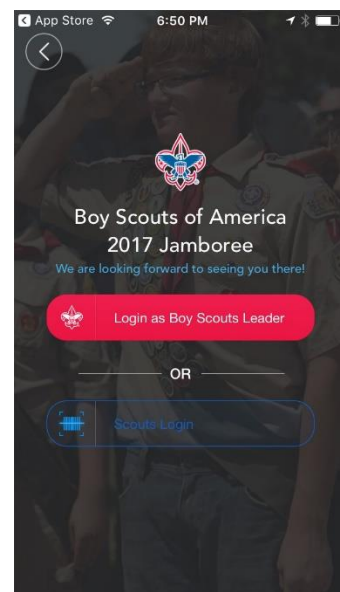 App Store 6:50 PM
Boy Scouts of America
2017 Jamboree
We are looking forward to seeing you there!
Login as Boy Scouts Leader
OR
Scouts Login